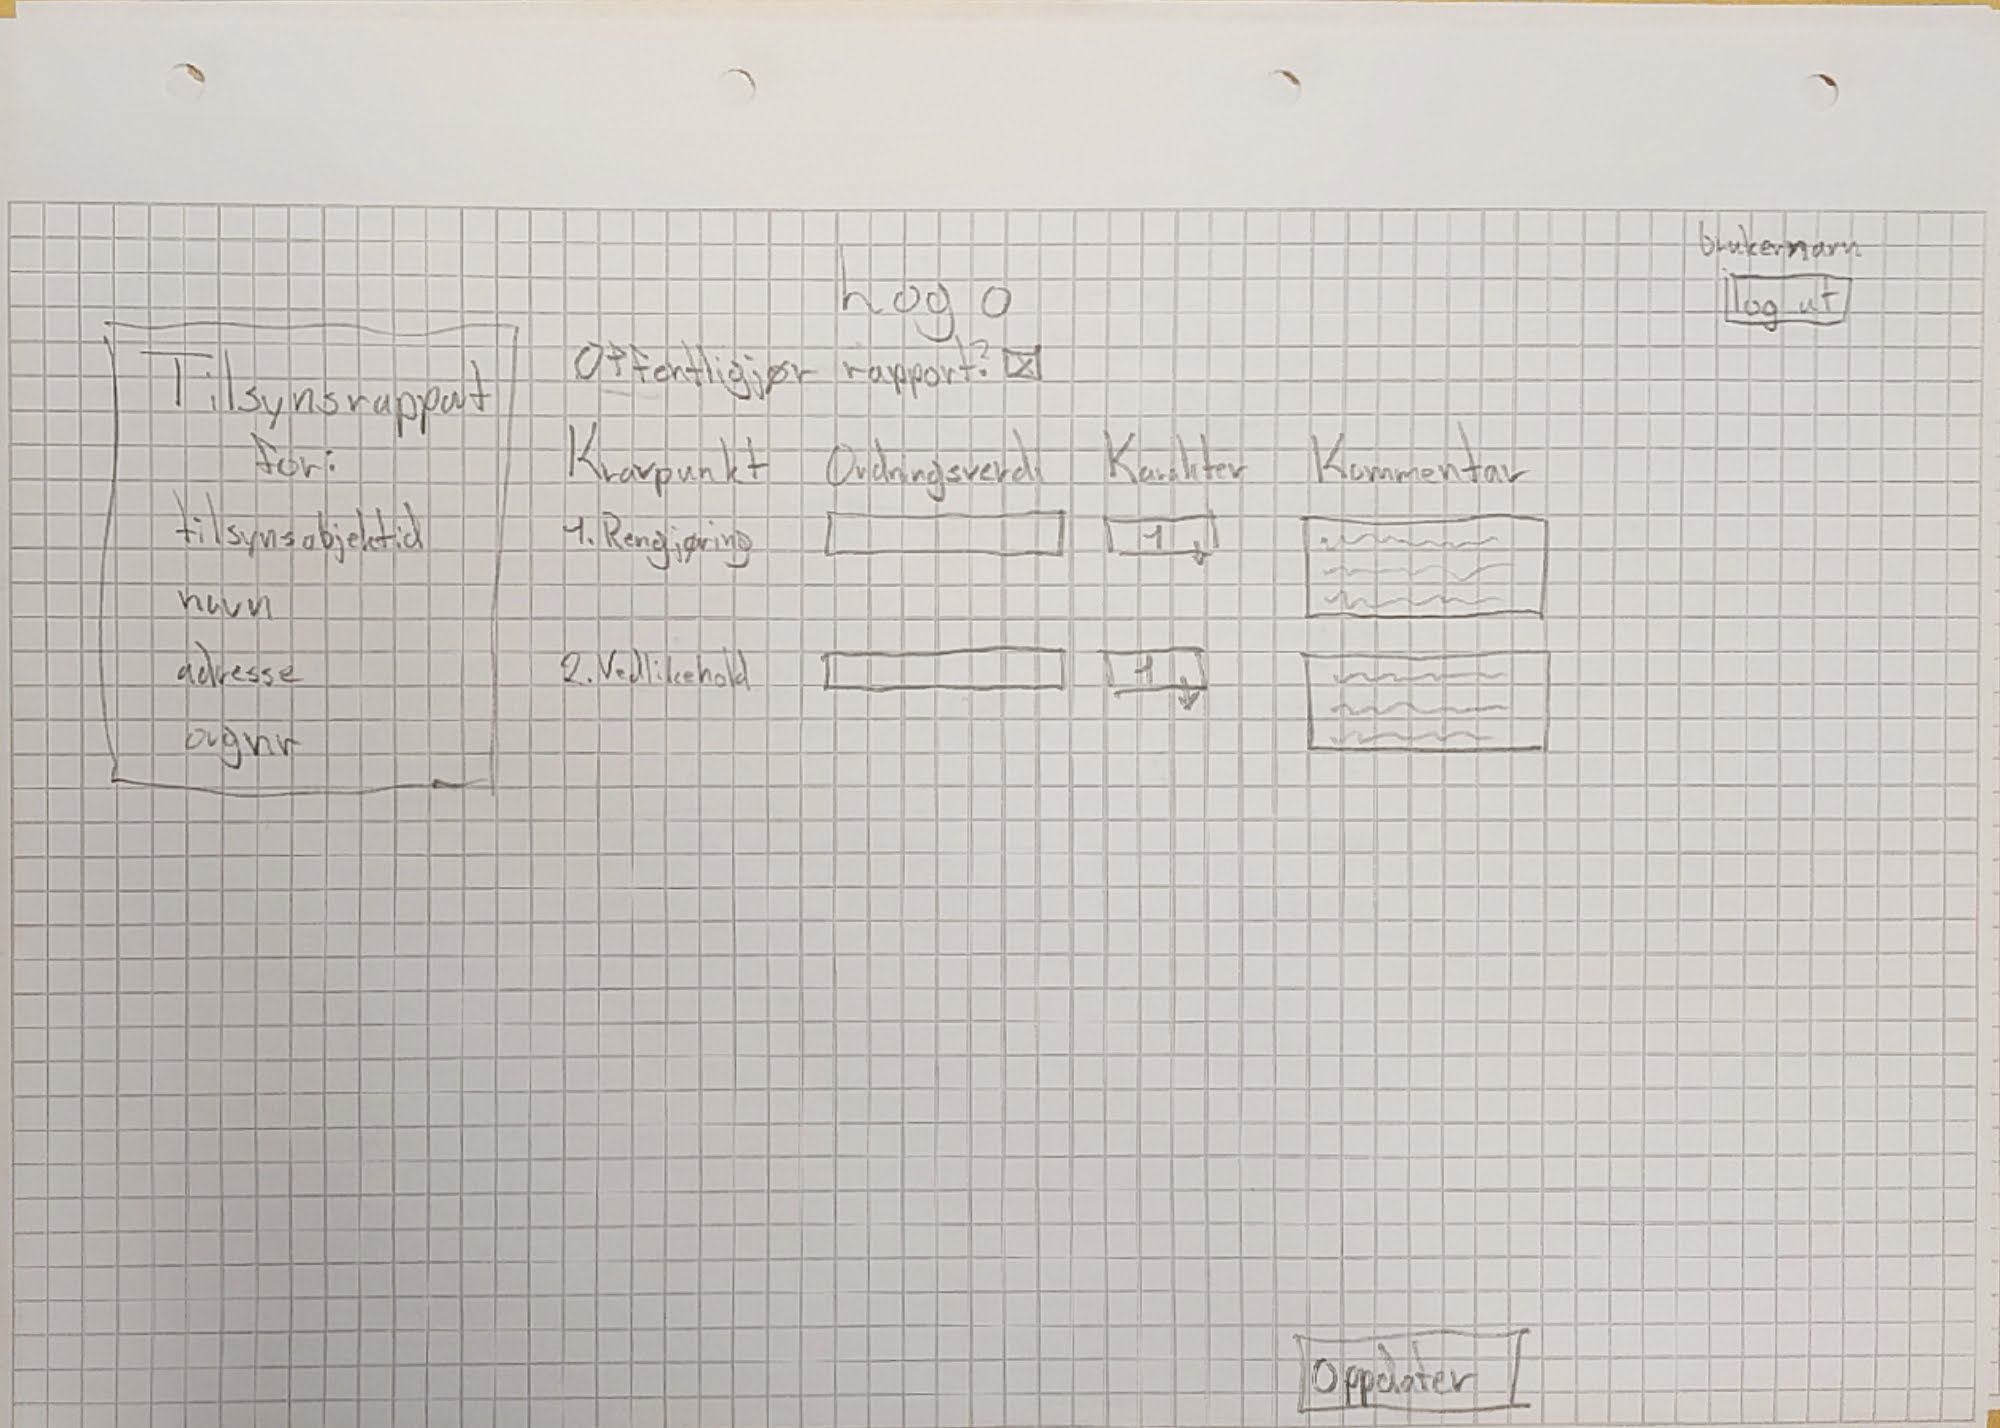 brukernavn
Logo
log ut
Offentligjør rapport?
Tilsynsrapport
for:
tilsynsobjektid
navn
adresse
orgnr
Kravpunkt Ordningsverdi Karakter Kommentar
1. Rengjøring 1
2. Vedlikehold 1
Oppdater